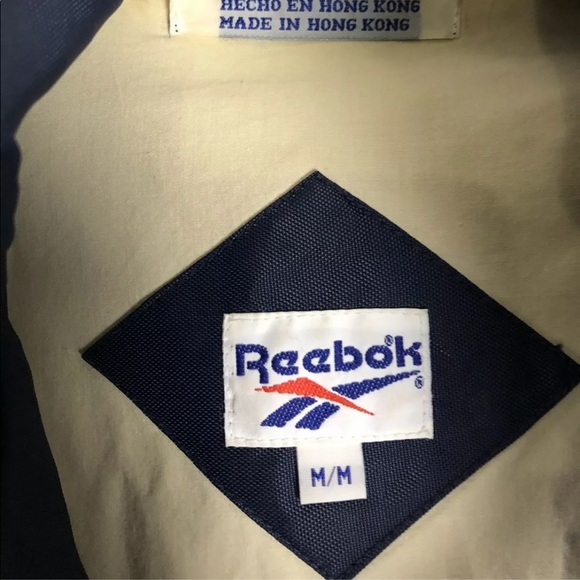 HECHO EN HONG KONG
MADE IN HONG KONG
Reebok®
®
M/M